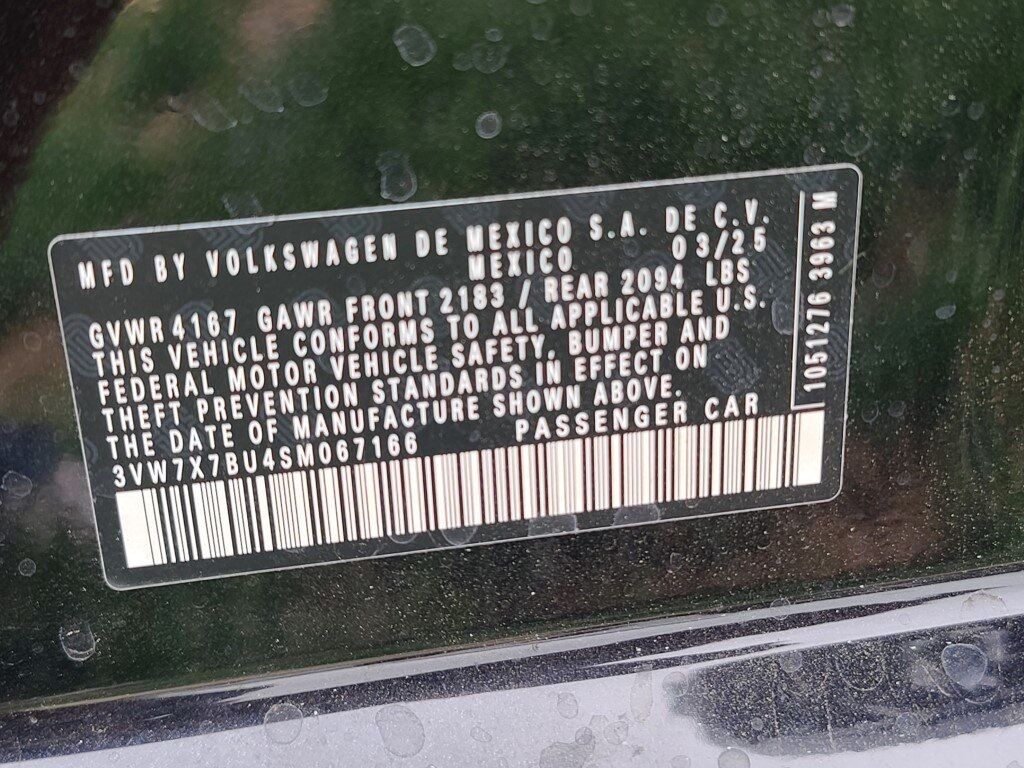 MFD BY VOLKSWAGEN DE MEXICO S.A. DE C.V.
MEXICO 03/25
GVWR 4167 GAWR FRONT 2183 / REAR 2094 LBS
THIS VEHICLE CONFORMS TO ALL APPLICABLE U.S.
FEDERAL MOTOR VEHICLE SAFETY, BUMPER AND
THEFT PREVENTION STANDARDS IN EFFECT ON
THE DATE OF MANUFACTURE SHOWN ABOVE.
3VW7X7BU4SM067166 PASSENGER CAR
1051276 3963 M